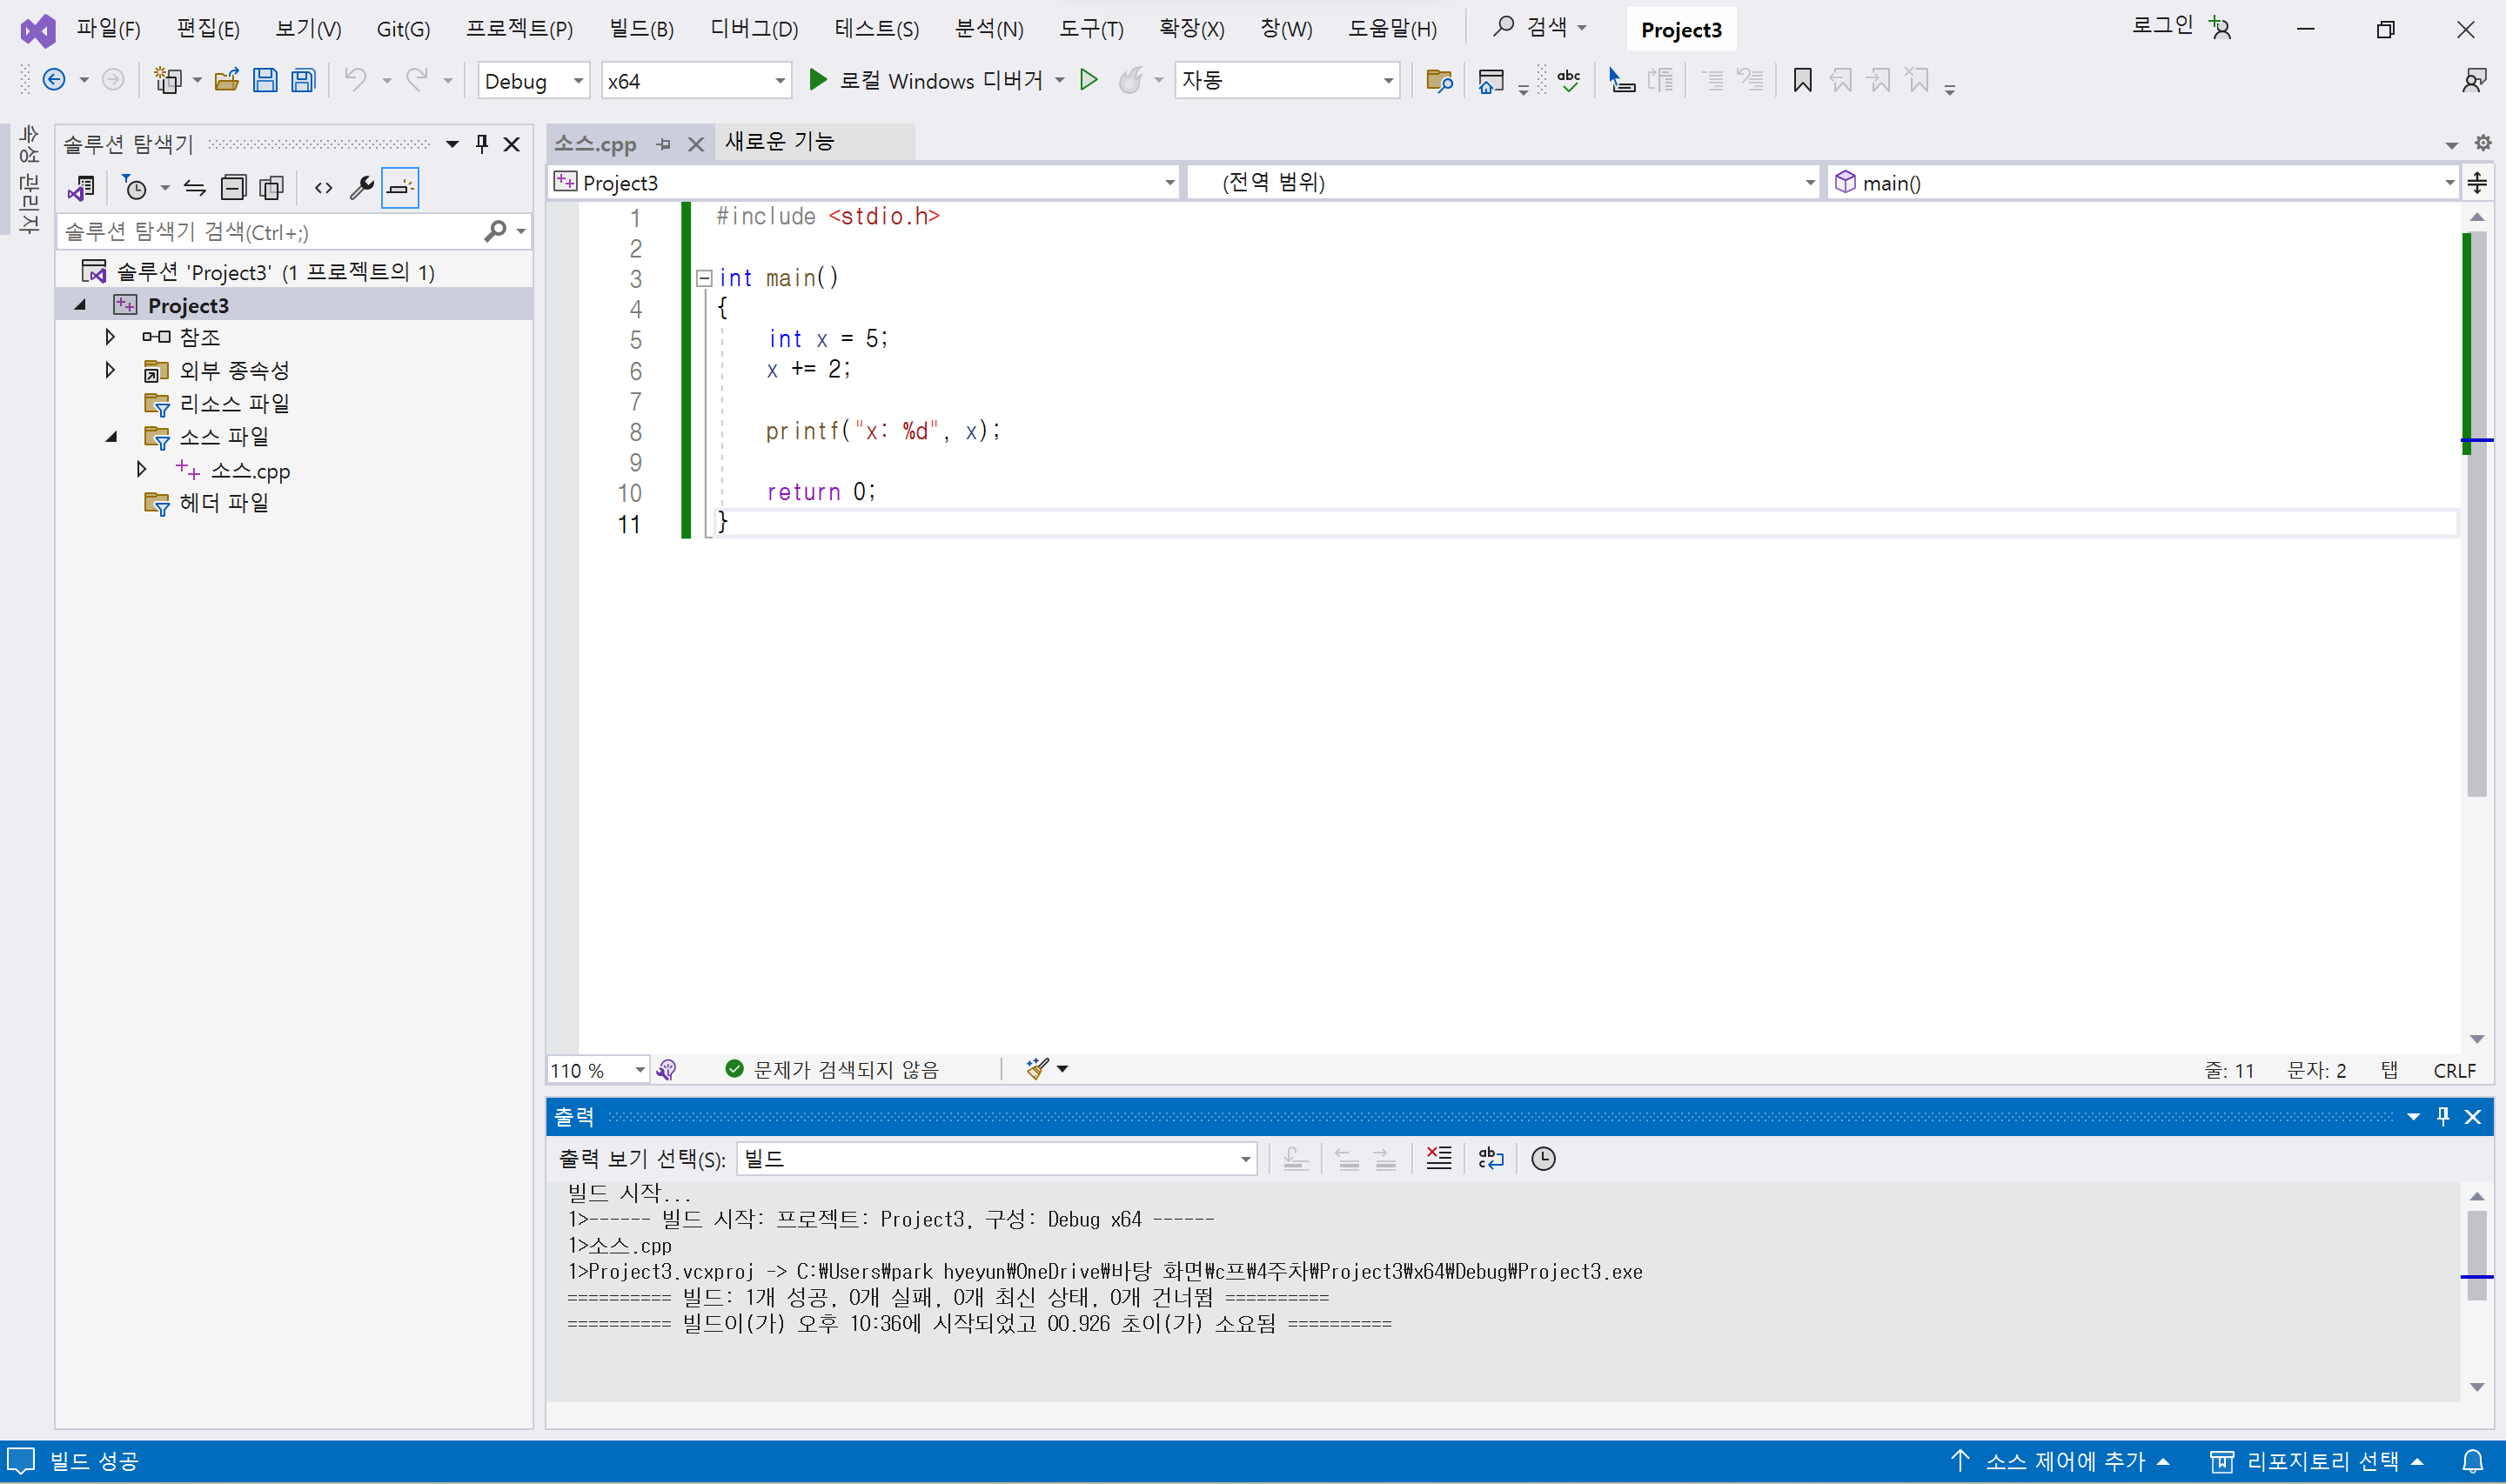 파일(F) 편집(E) 보기(V) Git(G) 프로젝트(P) 빌드(B) 디버그(D) 테스트(S) 분석(N) 도구(T) 확장(X) 창(W) 도움말(H) 검색 Project3 로그인
Debug x64 로컬 Windows 디버거 자동
속성 관리자
솔루션 탐색기
솔루션 탐색기 검색(Ctrl+;)
솔루션 'Project3' (1 프로젝트의 1)
Project3
참조
외부 종속성
리소스 파일
소스 파일
소스.cpp
헤더 파일
소스.cpp 새로운 기능
Project3 (전역 범위) main()
1 #include <stdio.h>
2
3 int main()
4 {
5 int x = 5;
6 x += 2;
7
8 printf("x: %d", x);
9
10 return 0;
11 }
110 % 문제가 검색되지 않음 줄: 11 문자: 2 탭 CRLF
출력
출력 보기 선택(S): 빌드
빌드 시작...
1>------ 빌드 시작: 프로젝트: Project3, 구성: Debug x64 ------
1>소스.cpp
1>Project3.vcxproj -> C:₩Users₩park hyeyun₩OneDrive₩바탕 화면₩c프₩4주차₩Project3₩x64₩Debug₩Project3.exe
========== 빌드: 1개 성공, 0개 실패, 0개 최신 상태, 0개 건너뜀 ==========
========== 빌드이(가) 오후 10:36에 시작되었고 00.926 초이(가) 소요됨 ==========
빌드 성공 소스 제어에 추가 리포지토리 선택